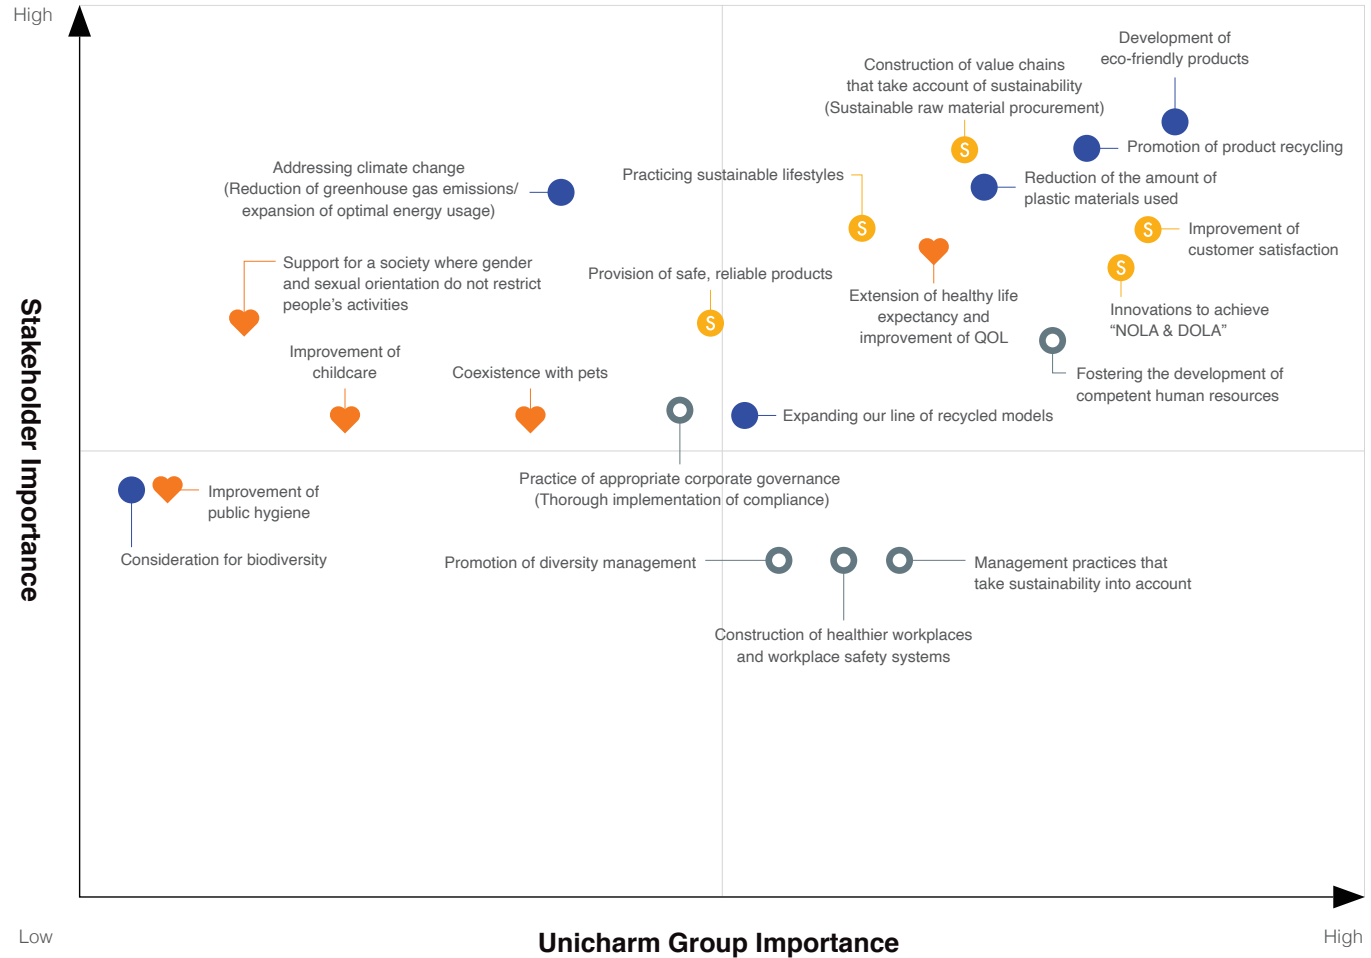 High
Development of
eco-friendly products
Construction of value chains
that take account of sustainability
(Sustainable raw material procurement)
S
Promotion of product recycling
Addressing climate change
(Reduction of greenhouse gas emissions/
expansion of optimal energy usage)
Practicing sustainable lifestyles
S
Reduction of the amount of
plastic materials used
S
Improvement of
customer satisfaction
Support for a society where gender
and sexual orientation do not restrict
people’s activities
Provision of safe, reliable products
S
Extension of healthy life
expectancy and
improvement of QOL
S
Innovations to achieve
“NOLA & DOLA”
Improvement of
childcare
Coexistence with pets
Fostering the development of
competent human resources
Expanding our line of recycled models
Practice of appropriate corporate governance
(Thorough implementation of compliance)
Improvement of
public hygiene
Consideration for biodiversity
Promotion of diversity management
Management practices that
take sustainability into account
Construction of healthier workplaces
and workplace safety systems
Stakeholder Importance
Low
Unicharm Group Importance
High